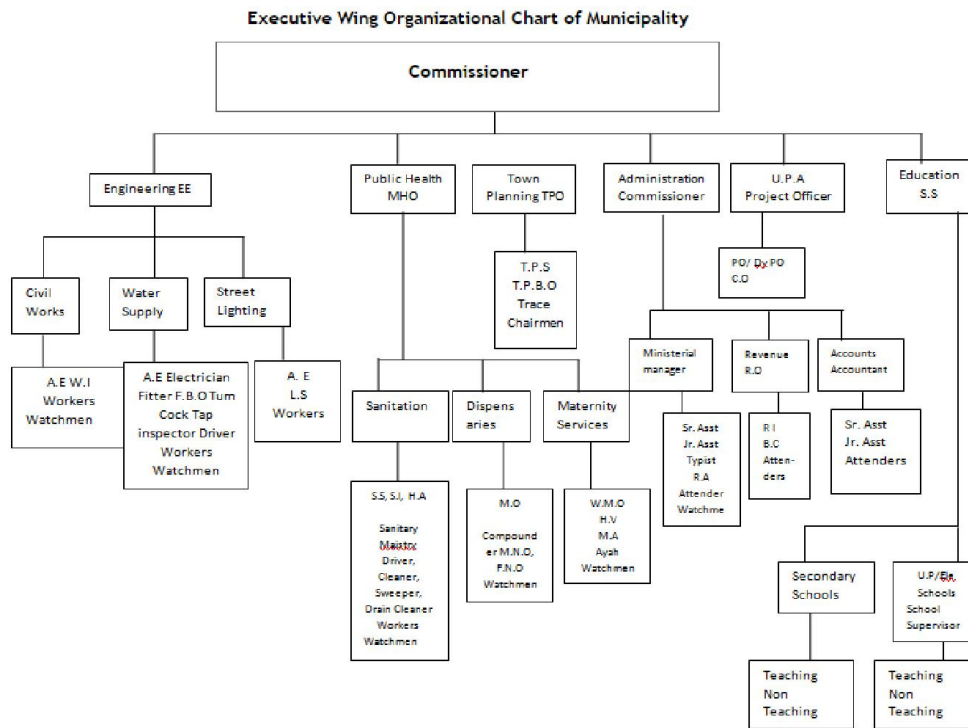 Executive Wing Organizational Chart of Municipality
Commissioner
Engineering EE
Public Health
MHO
Town
Planning TPO
Administration
Commissioner
U.P.A
Project Officer
Education
S.S
Civil
Works
Water
Supply
Street
Lighting
T.P.S
T.P.B.O
Trace
Chairmen
PO/ Dy PO
C.O
A.E W.I
Workers
Watchmen
A.E Electrician
Fitter F.B.O Tum
Cock Tap
inspector Driver
Workers
Watchmen
A. E
L.S
Workers
Sanitation
Dispens
aries
Maternity
Services
Ministerial
manager
Revenue
R.O
Accounts
Accountant
S.S, S.I, H.A
Sanitary
Maistry
Driver,
Cleaner,
Sweeper,
Drain Cleaner
Workers
Watchmen
M.O
Compound
er M.N.O,
F.N.O
Watchmen
W.M.O
H.V
M.A
Ayah
Watchmen
Sr. Asst
Jr. Asst
Typist
R.A
Attender
Watchme
R I
B.C
Atten-
ders
Sr. Asst
Jr. Asst
Attenders
Secondary
Schools
U.P/Ele
Schools
School
Supervisor
Teaching
Non
Teaching
Teaching
Non
Teaching